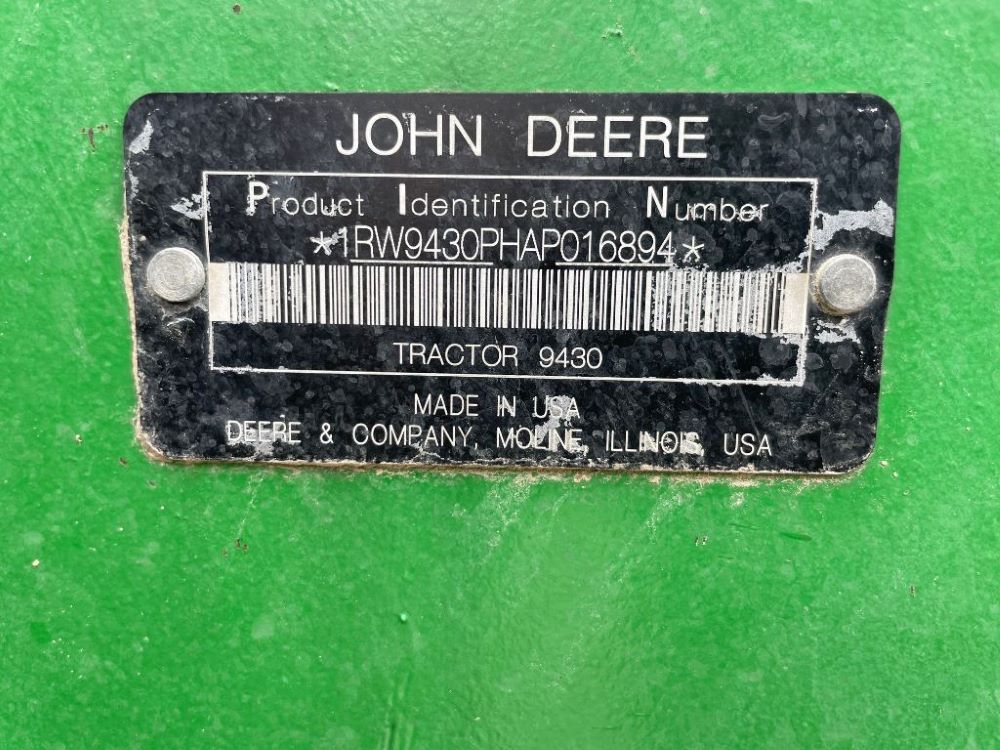 JOHN DEERE
Product Identification Number
*1RW9430PHAP016894*
TRACTOR 9430
MADE IN USA
DEERE & COMPANY, MOLINE, ILLINOIS, USA